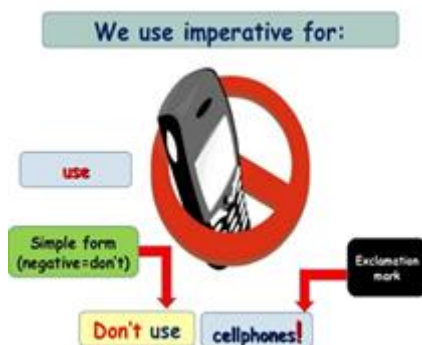 We use imperative for:
use
Simple form
(negative=don't)
Exclamation
mark
Don't use cellphones!